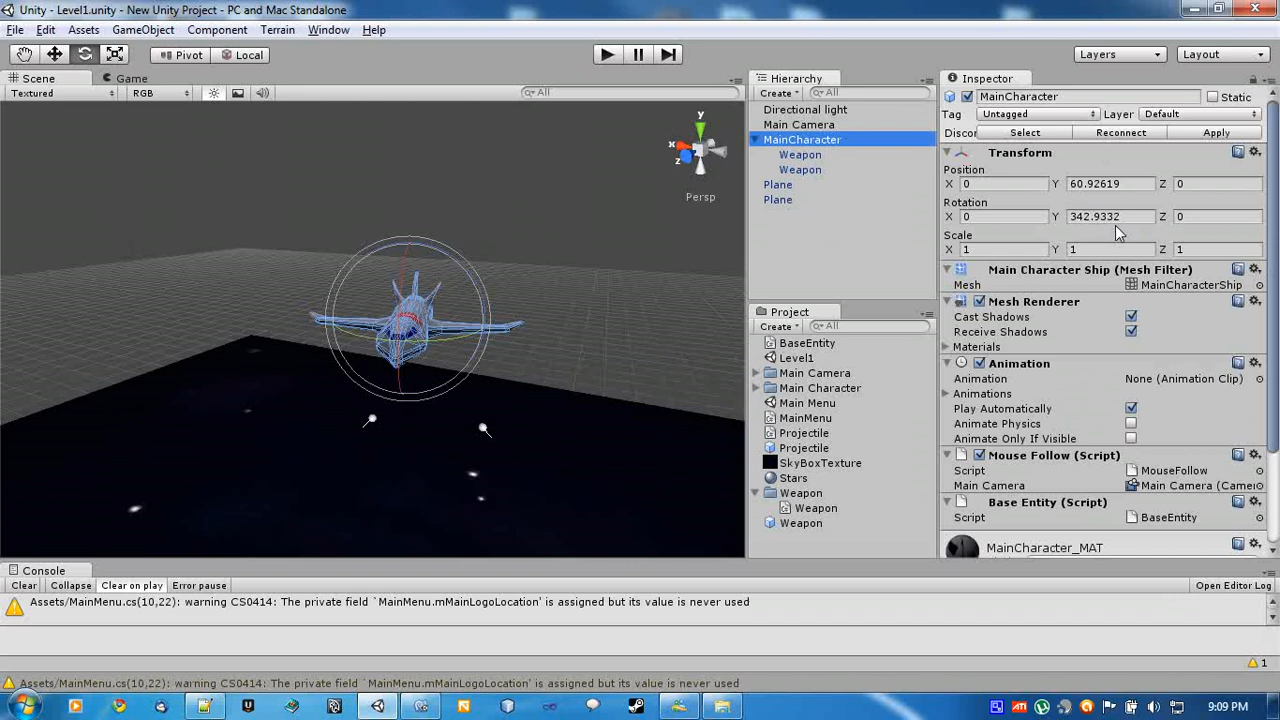 Unity - Level1.unity - New Unity Project - PC and Mac Standalone
File Edit Assets GameObject Component Terrain Window Help
Pivot Local Layers Layout
Scene Game
Textured RGB All
y
x
z
Persp
Hierarchy
Create All
Directional light
Main Camera
MainCharacter
Weapon
Weapon
Plane
Plane
Project
Create All
BaseEntity
Level1
Main Camera
Main Character
Main Menu
MainMenu
Projectile
Projectile
SkyBoxTexture
Stars
Weapon
Weapon
Weapon
Inspector
MainCharacter Static
Tag Untagged Layer Default
Discor Select Reconnect Apply
Transform
Position
X 0 Y 60.92619 Z 0
Rotation
X 0 Y 342.9332 Z 0
Scale
X 1 Y 1 Z 1
Main Character Ship (Mesh Filter)
Mesh MainCharacterShip
Mesh Renderer
Cast Shadows
Receive Shadows
Materials
Animation
Animation None (Animation Clip)
Animations
Play Automatically
Animate Physics
Animate Only If Visible
Mouse Follow (Script)
Script MouseFollow
Main Camera Main Camera (Camei
Base Entity (Script)
Script BaseEntity
MainCharacter_MAT
Console
Clear Collapse Clear on play Error pause Open Editor Log
Assets/MainMenu.cs(10,22): warning CS0414: The private field `MainMenu.mMainLogoLocation' is assigned but its value is never used
1
Assets/MainMenu.cs(10,22): warning CS0414: The private field `MainMenu.mMainLogoLocation' is assigned but its value is never used
9:09 PM